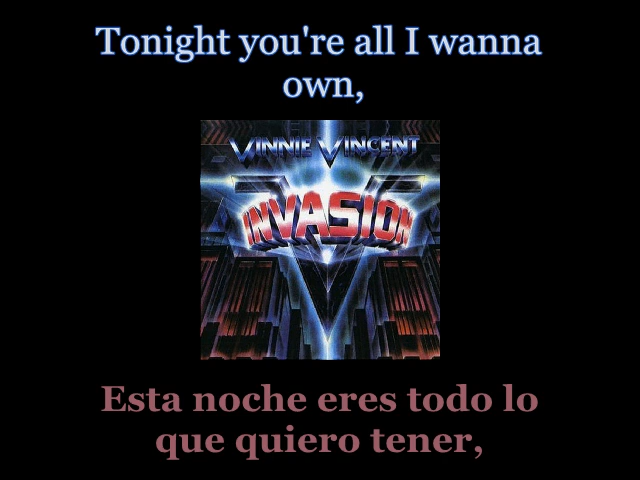 Tonight you're all I wanna
own,
VINNIE VINCENT
INVASION
Esta noche eres todo lo
que quiero tener,